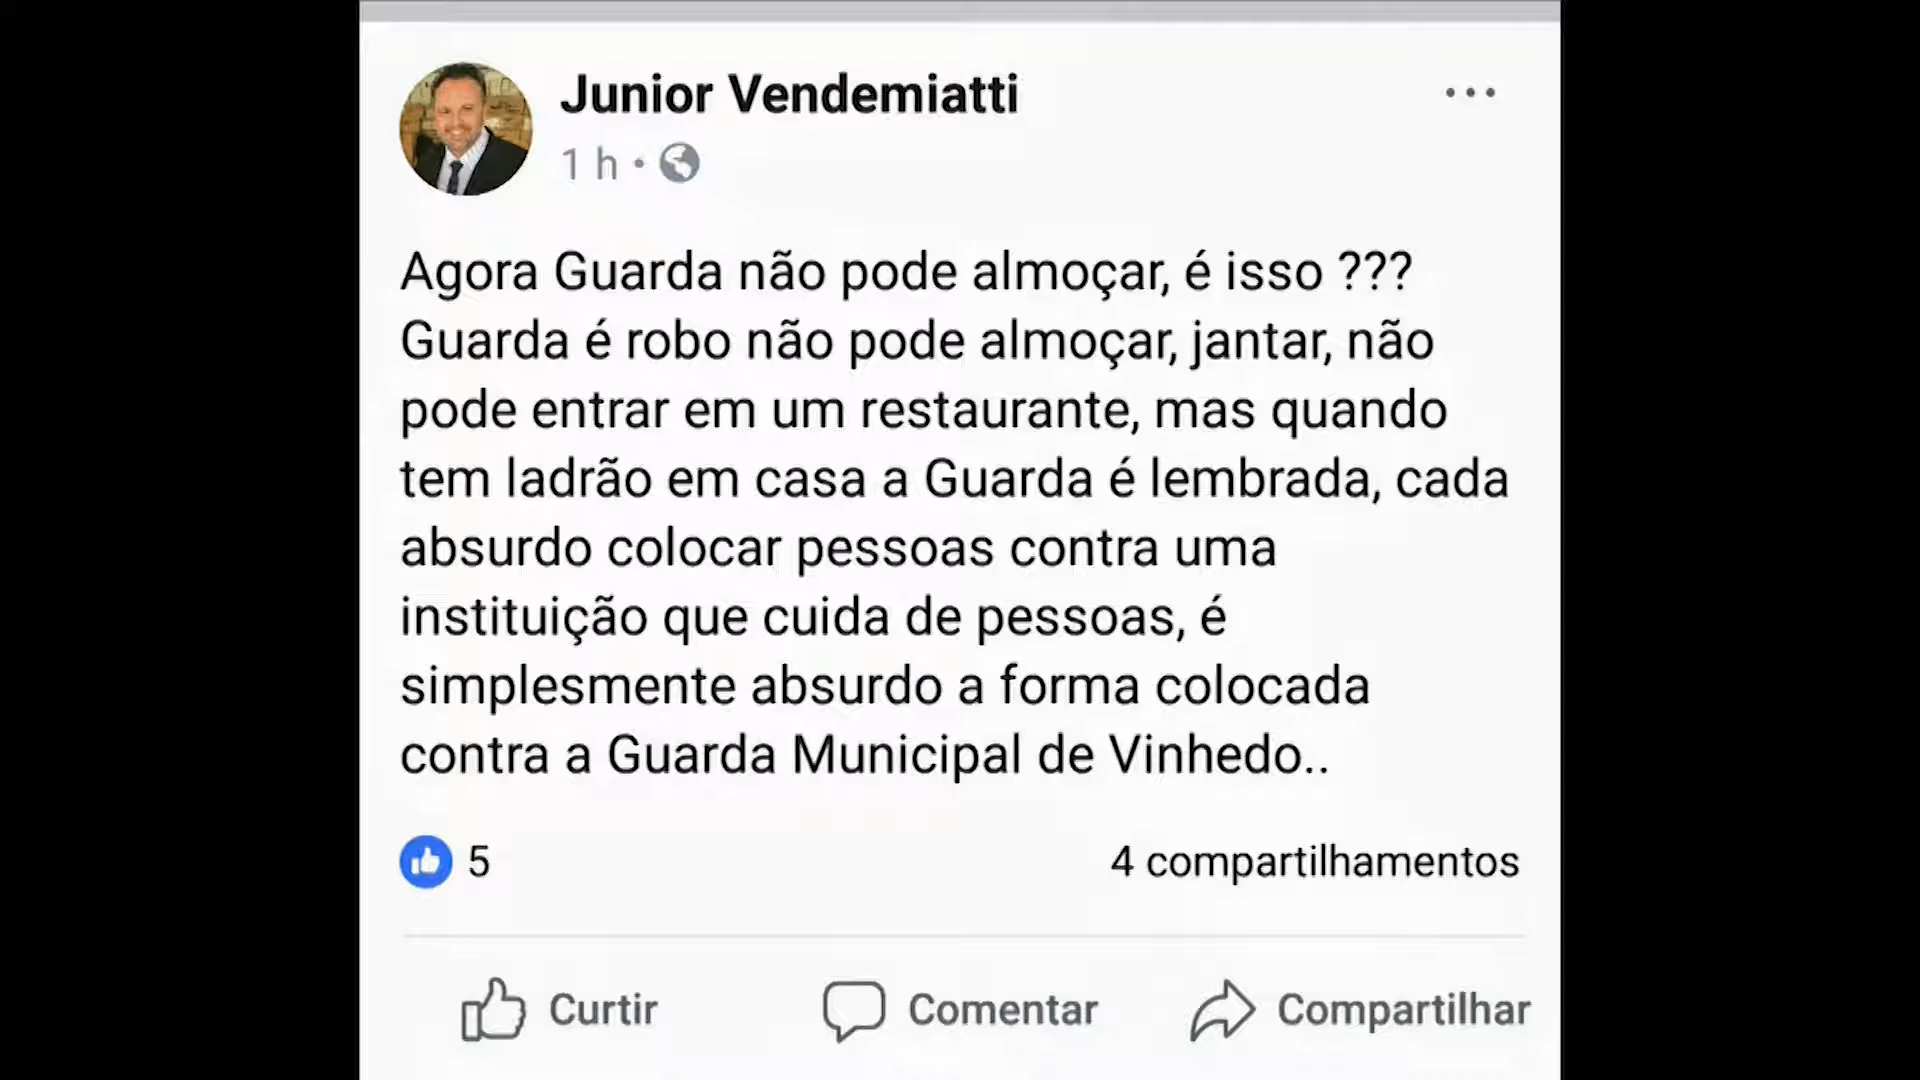 Junior Vendemiatti
1 h •
Agora Guarda não pode almoçar, é isso ???
Guarda é robo não pode almoçar, jantar, não
pode entrar em um restaurante, mas quando
tem ladrão em casa a Guarda é lembrada, cada
absurdo colocar pessoas contra uma
instituição que cuida de pessoas, é
simplesmente absurdo a forma colocada
contra a Guarda Municipal de Vinhedo..
5
4 compartilhamentos
Curtir
Comentar
Compartilhar